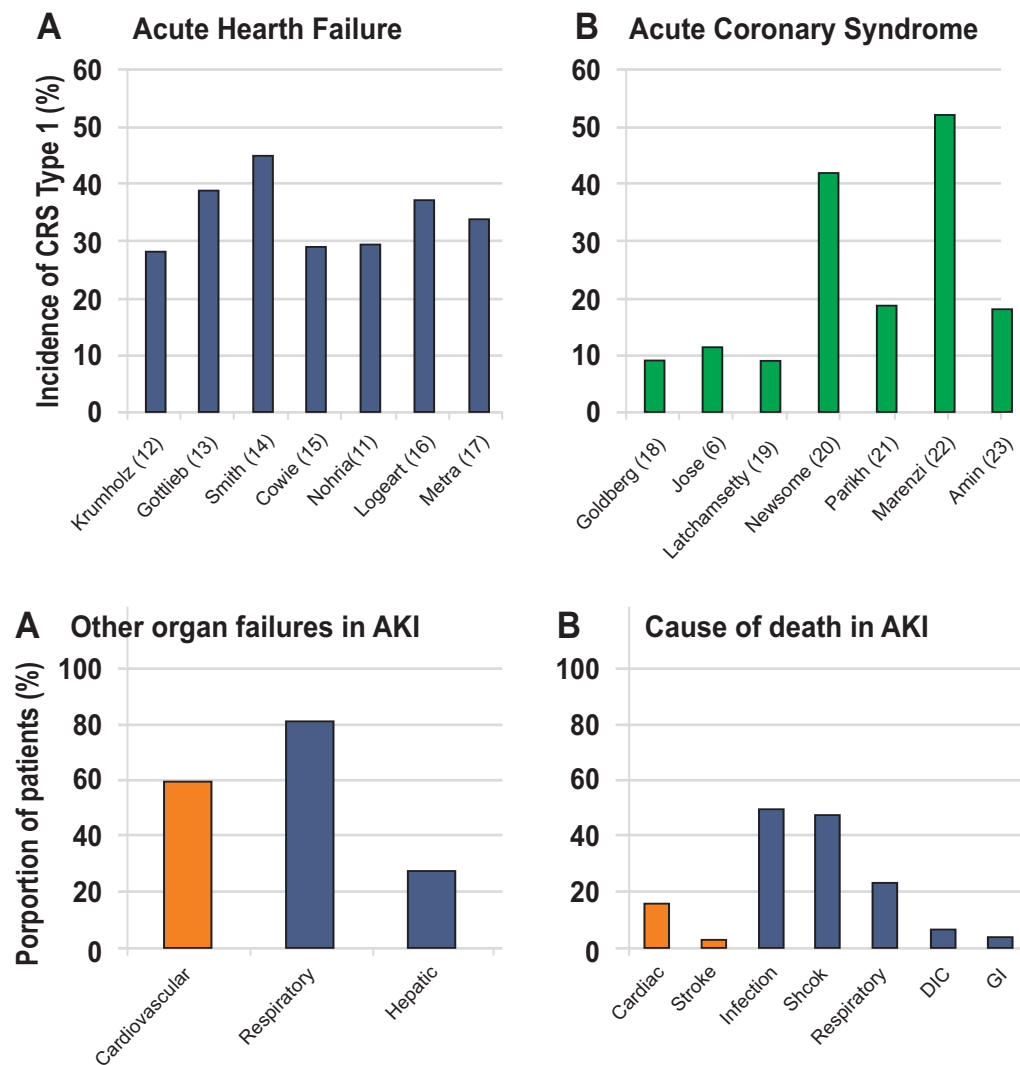 A Acute Hearth Failure
Incidence of CRS Type 1 (%)
60
50
40
30
20
10
0
Krumholz (12)
Gottlieb (13)
Smith (14)
Cowie (15)
Nohria(11)
Logeart (16)
Metra (17)
B Acute Coronary Syndrome
60
50
40
30
20
10
0
Goldberg (18)
Jose (6)
Latchamsetty (19)
Newsome (20)
Parikh (21)
Marenzi (22)
Amin (23)
A Other organ failures in AKI
Porportion of patients (%)
100
80
60
40
20
0
Cardiovascular
Respiratory
Hepatic
B Cause of death in AKI
100
80
60
40
20
0
Cardiac
Stroke
Infection
Shcok
Respiratory
DIC
GI